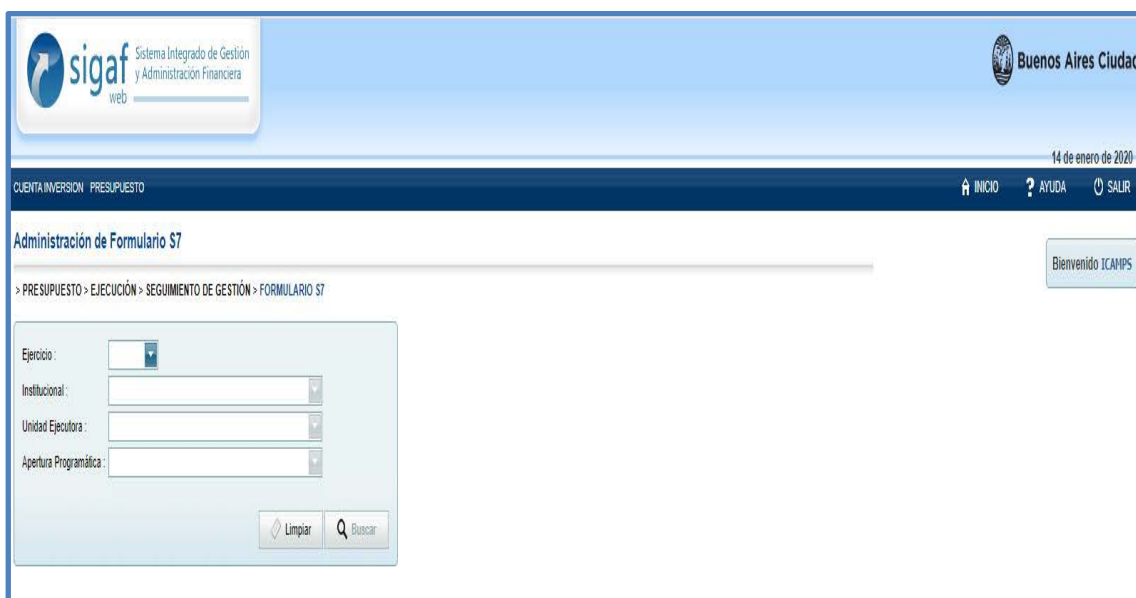 sigaf
web
Sistema Integrado de Gestión
y Administración Financiera
Buenos Aires Ciudad
14 de enero de 2020
CUENTA INVERSION PRESUPUESTO
INICIO ? AYUDA SALIR
Administración de Formulario S7
Bienvenido ICAMPS
> PRESUPUESTO > EJECUCIÓN > SEGUIMIENTO DE GESTIÓN > FORMULARIO S7
Ejercicio :
Institucional :
Unidad Ejecutora :
Apertura Programática :
Limpiar Buscar